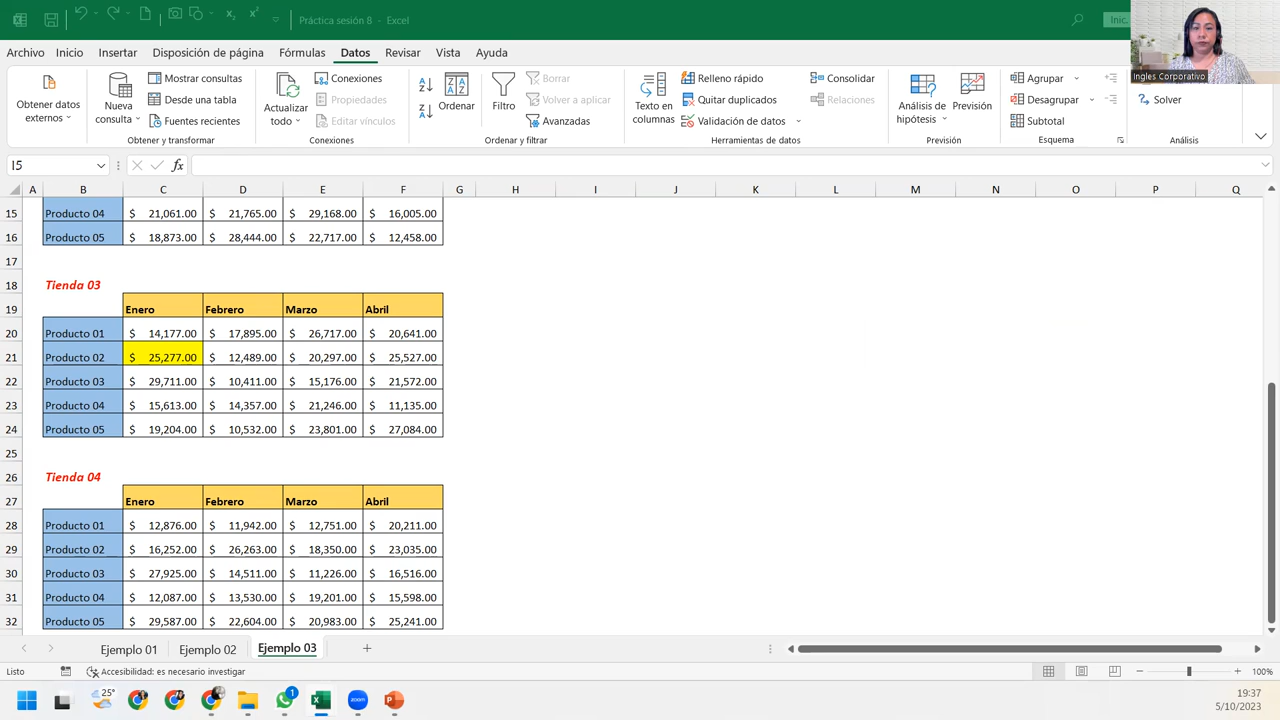 Práctica sesión 8 - Excel
Inic
Ingles Corporativo
Archivo Inicio Insertar Disposición de página Fórmulas Datos Revisar Vista Ayuda
Obtener datos externos
Nueva consulta
Mostrar consultas
Desde una tabla
Fuentes recientes
Obtener y transformar
Actualizar todo
Conexiones
Propiedades
Editar vínculos
Conexiones
Ordenar
Filtro
Borrar
Volver a aplicar
Avanzadas
Ordenar y filtrar
Texto en columnas
Relleno rápido
Quitar duplicados
Validación de datos
Consolidar
Relaciones
Herramientas de datos
Análisis de hipótesis
Previsión
Previsión
Agrupar
Desagrupar
Subtotal
Esquema
Solver
Análisis
I5
fx
A B C D E F G H I J K L M N O P Q
15 Producto 04 $ 21,061.00 $ 21,765.00 $ 29,168.00 $ 16,005.00
16 Producto 05 $ 18,873.00 $ 28,444.00 $ 22,717.00 $ 12,458.00
17
18 Tienda 03
19 Enero Febrero Marzo Abril
20 Producto 01 $ 14,177.00 $ 17,895.00 $ 26,717.00 $ 20,641.00
21 Producto 02 $ 25,277.00 $ 12,489.00 $ 20,297.00 $ 25,527.00
22 Producto 03 $ 29,711.00 $ 10,411.00 $ 15,176.00 $ 21,572.00
23 Producto 04 $ 15,613.00 $ 14,357.00 $ 21,246.00 $ 11,135.00
24 Producto 05 $ 19,204.00 $ 10,532.00 $ 23,801.00 $ 27,084.00
25
26 Tienda 04
27 Enero Febrero Marzo Abril
28 Producto 01 $ 12,876.00 $ 11,942.00 $ 12,751.00 $ 20,211.00
29 Producto 02 $ 16,252.00 $ 26,263.00 $ 18,350.00 $ 23,035.00
30 Producto 03 $ 27,925.00 $ 14,511.00 $ 11,226.00 $ 16,516.00
31 Producto 04 $ 12,087.00 $ 13,530.00 $ 19,201.00 $ 15,598.00
32 Producto 05 $ 29,587.00 $ 22,604.00 $ 20,983.00 $ 25,241.00
Ejemplo 01 Ejemplo 02 Ejemplo 03
Listo Accesibilidad: es necesario investigar 100%
25° 1 zoom 19:37
5/10/2023